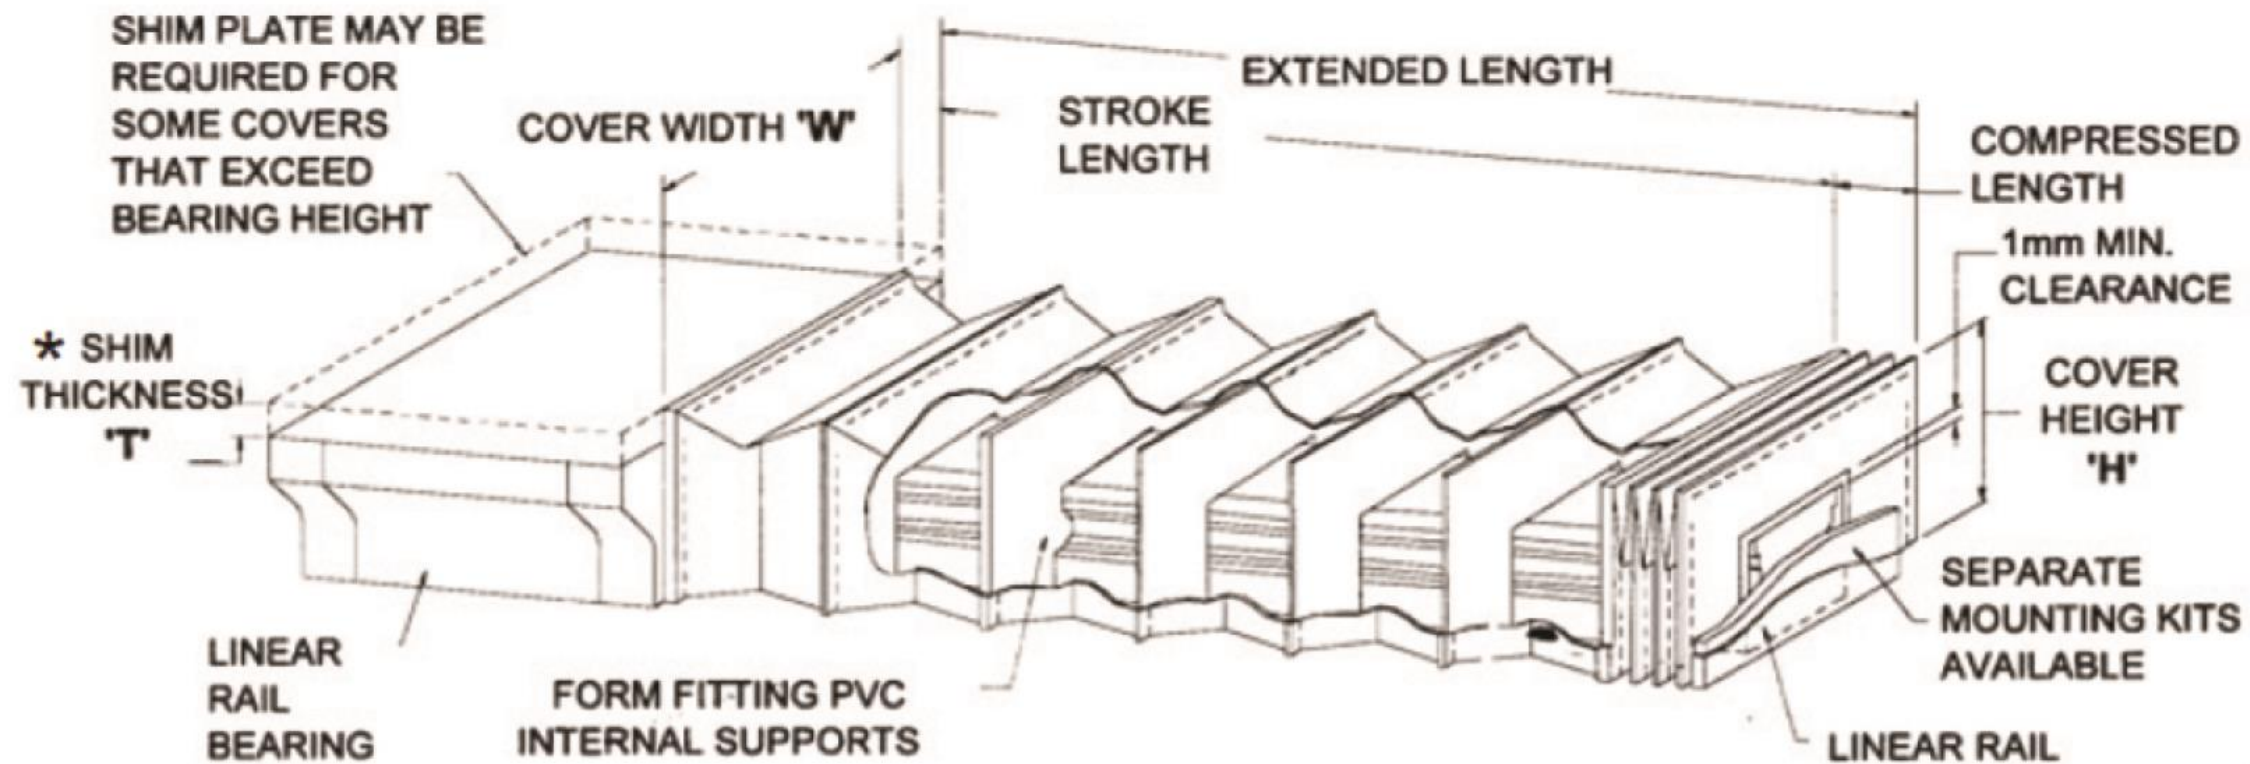 SHIM PLATE MAY BE
REQUIRED FOR
SOME COVERS
THAT EXCEED
BEARING HEIGHT
COVER WIDTH 'W'
EXTENDED LENGTH
STROKE
LENGTH
COMPRESSED
LENGTH
1mm MIN.
CLEARANCE
* SHIM
THICKNESS
'T'
COVER
HEIGHT
'H'
SEPARATE
MOUNTING KITS
AVAILABLE
LINEAR
RAIL
BEARING
FORM FITTING PVC
INTERNAL SUPPORTS
LINEAR RAIL